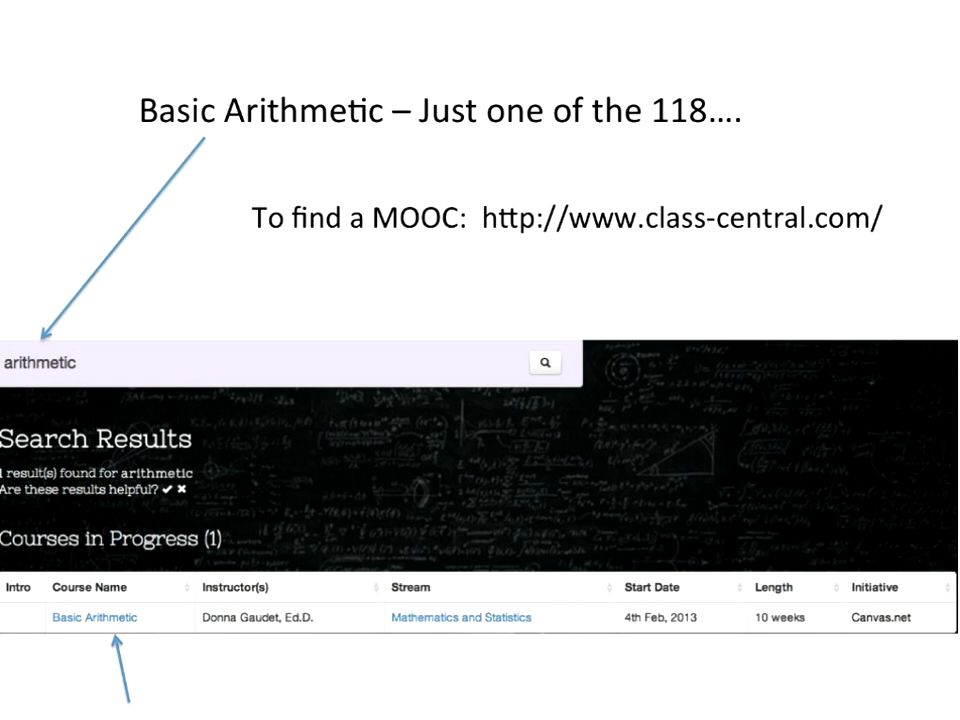 Basic Arithmetic – Just one of the 118….
To find a MOOC:  http://www.class-central.com/
arithmetic
Search Results
1 result(s) found for arithmetic
Are these results helpful? ✔ ✖
Courses in Progress (1)
Intro Course Name Instructor(s) Stream Start Date Length Initiative
Basic Arithmetic Donna Gaudet, Ed.D. Mathematics and Statistics 4th Feb, 2013 10 weeks Canvas.net